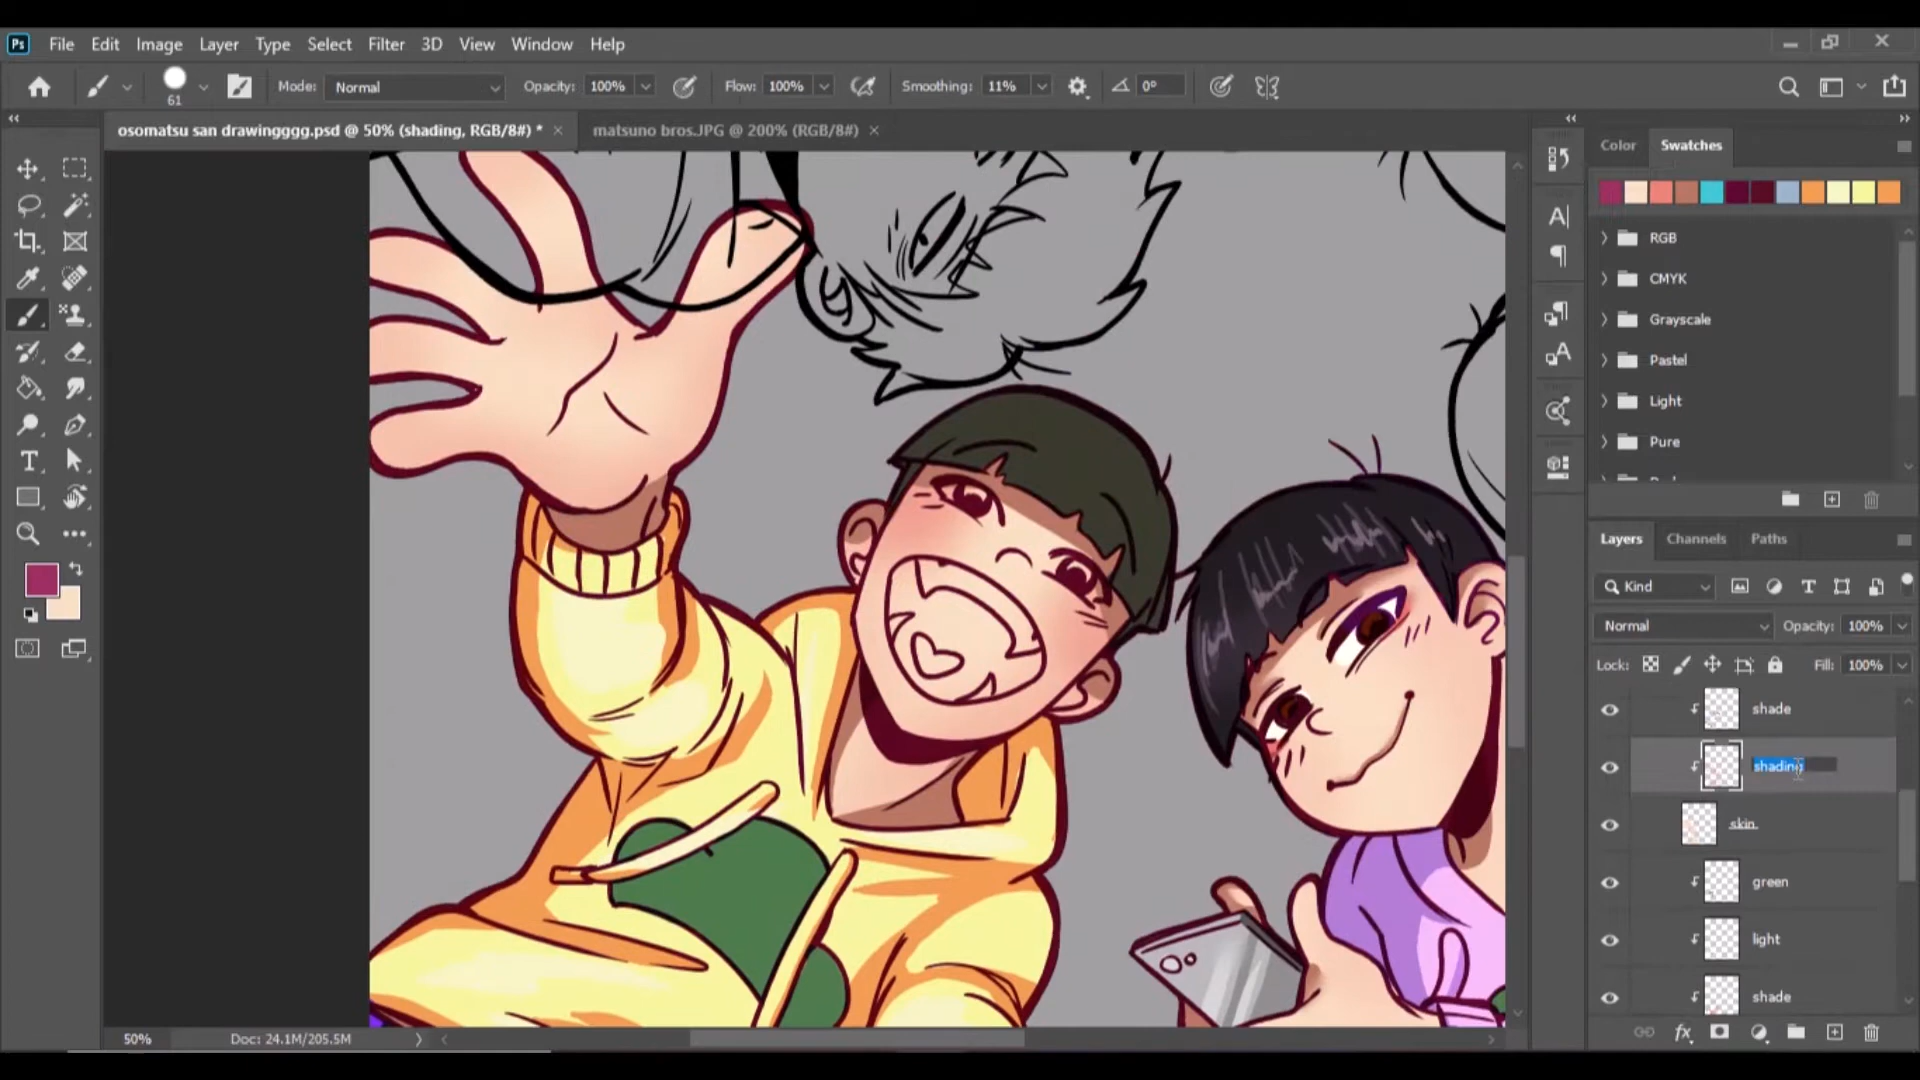 Ps File Edit Image Layer Type Select Filter 3D View Window Help
61 Mode: Normal Opacity: 100% Flow: 100% Smoothing: 11% 0°
osomatsu san drawingggg.psd @ 50% (shading, RGB/8#) * matsuno bros.JPG @ 200% (RGB/8#)
Color Swatches
RGB
CMYK
Grayscale
Pastel
Light
Pure
Layers Channels Paths
Kind
Normal Opacity: 100%
Lock: Fill: 100%
shade
shading
skin
green
light
shade
50% Doc: 24.1M/205.5M